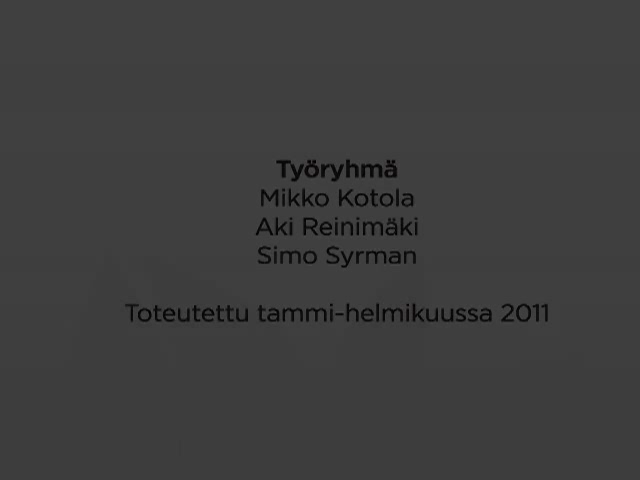 Työryhmä
Mikko Kotola
Aki Reinimäki
Simo Syrman
Toteutettu tammi-helmikuussa 2011